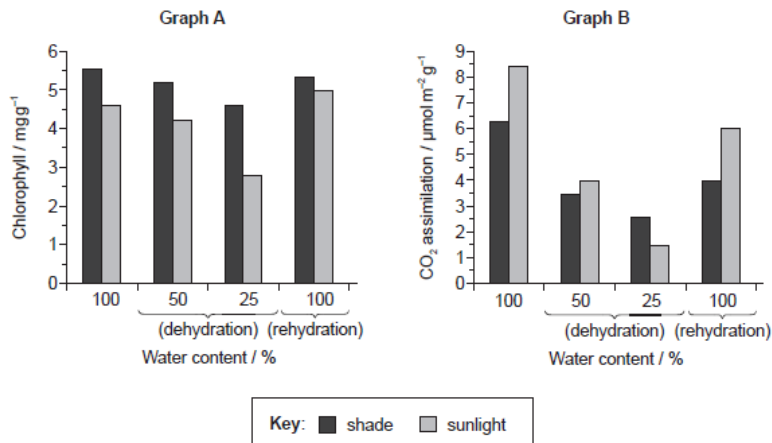 Graph A
Chlorophyll / mgg⁻¹
6
5
4
3
2
1
0
100 50 25 100
(dehydration) (rehydration)
Water content / %
Graph B
CO₂ assimilation / µmol m⁻² g⁻¹
9
8
7
6
5
4
3
2
1
0
100 50 25 100
(dehydration) (rehydration)
Water content / %
Key: shade sunlight